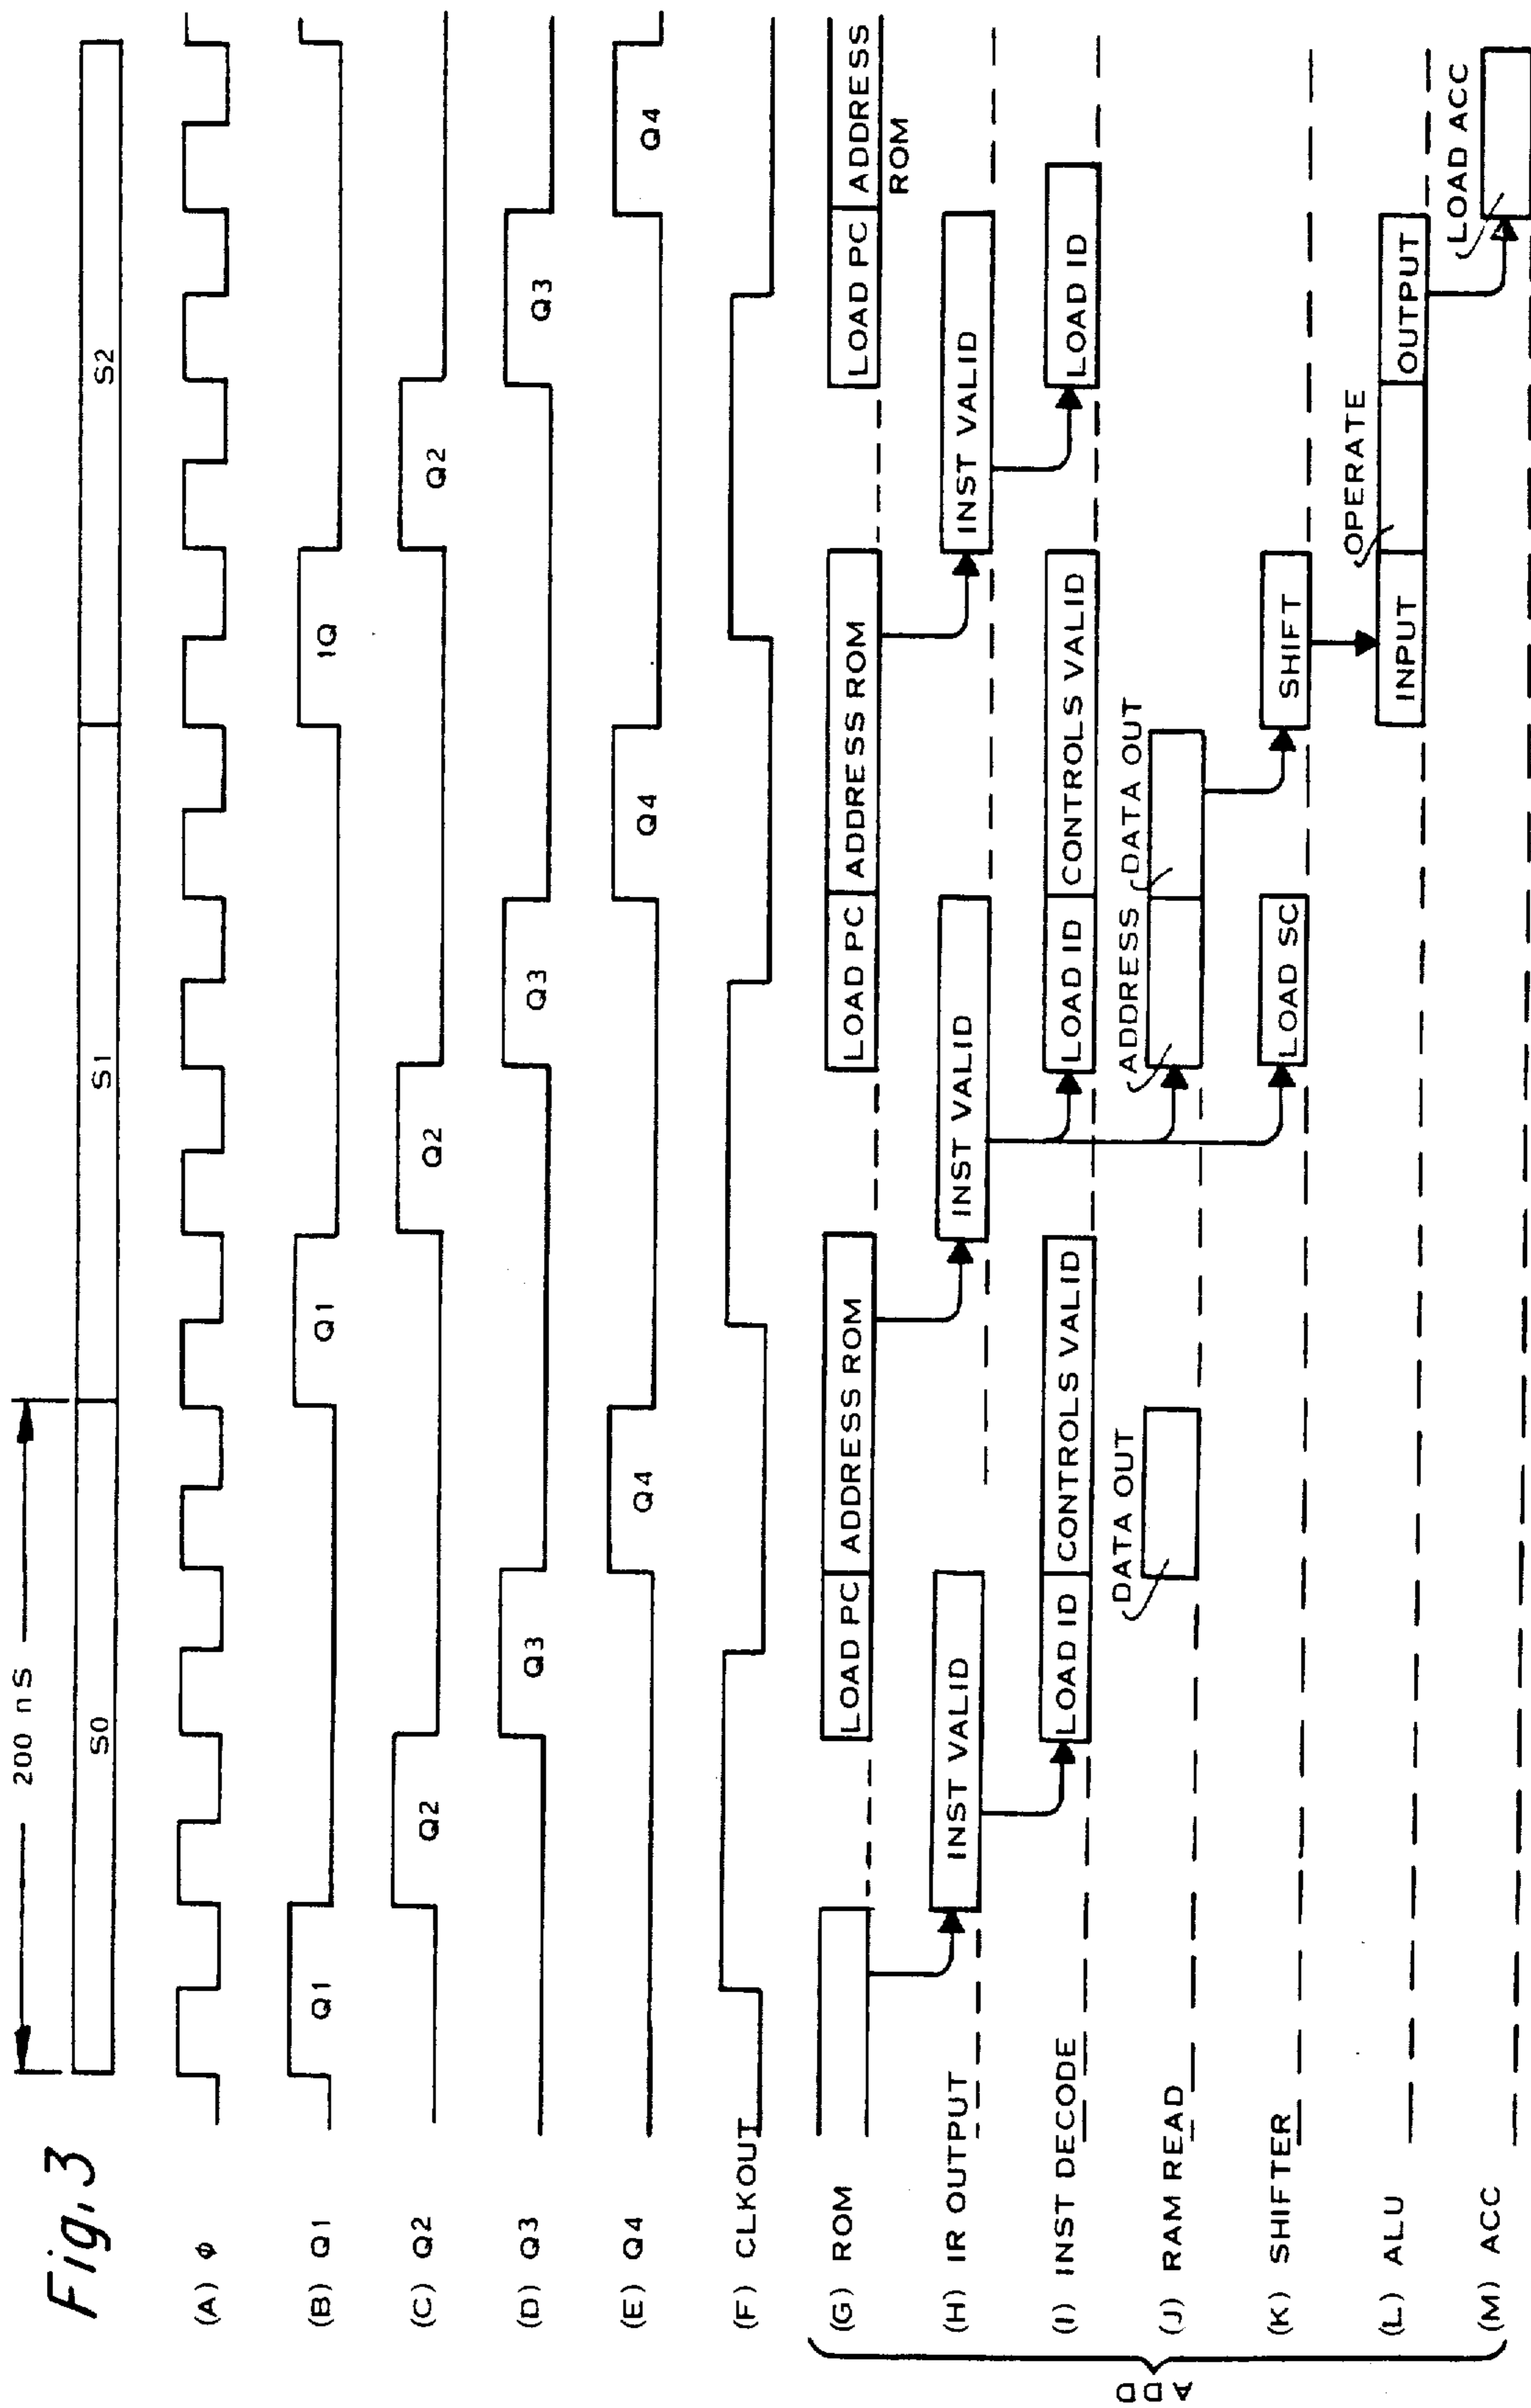 Fig. 3
200 nS
S0 S1 S2
(A) φ
(B) Q1 Q1 Q1 1Q
(C) Q2 Q2 Q2 Q2
(D) Q3 Q3 Q3 Q3
(E) Q4 Q4 Q4 Q4
(F) CLKOUT
ADD
(G) ROM LOAD PC ADDRESS ROM LOAD PC ADDRESS ROM LOAD PC ADDRESS
ROM
(H) IR OUTPUT INST VALID INST VALID INST VALID
(I) INST DECODE LOAD ID CONTROLS VALID LOAD ID CONTROLS VALID LOAD ID
(J) RAM READ DATA OUT ADDRESS DATA OUT
(K) SHIFTER LOAD SC SHIFT
(L) ALU INPUT OPERATE OUTPUT
(M) ACC LOAD ACC